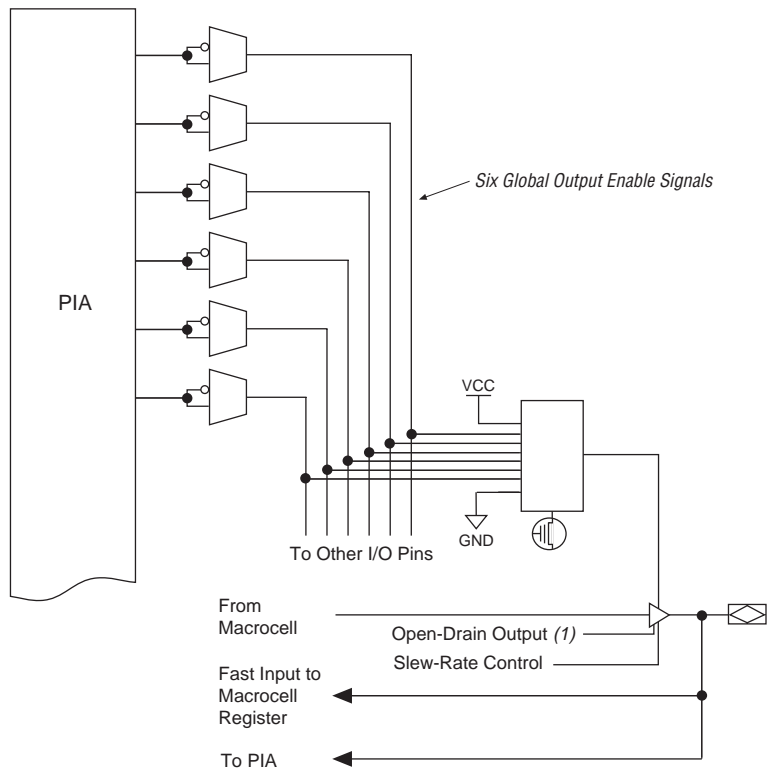 Six Global Output Enable Signals
PIA
VCC
GND
To Other I/O Pins
From
Macrocell
Open-Drain Output (1)
Slew-Rate Control
Fast Input to
Macrocell
Register
To PIA